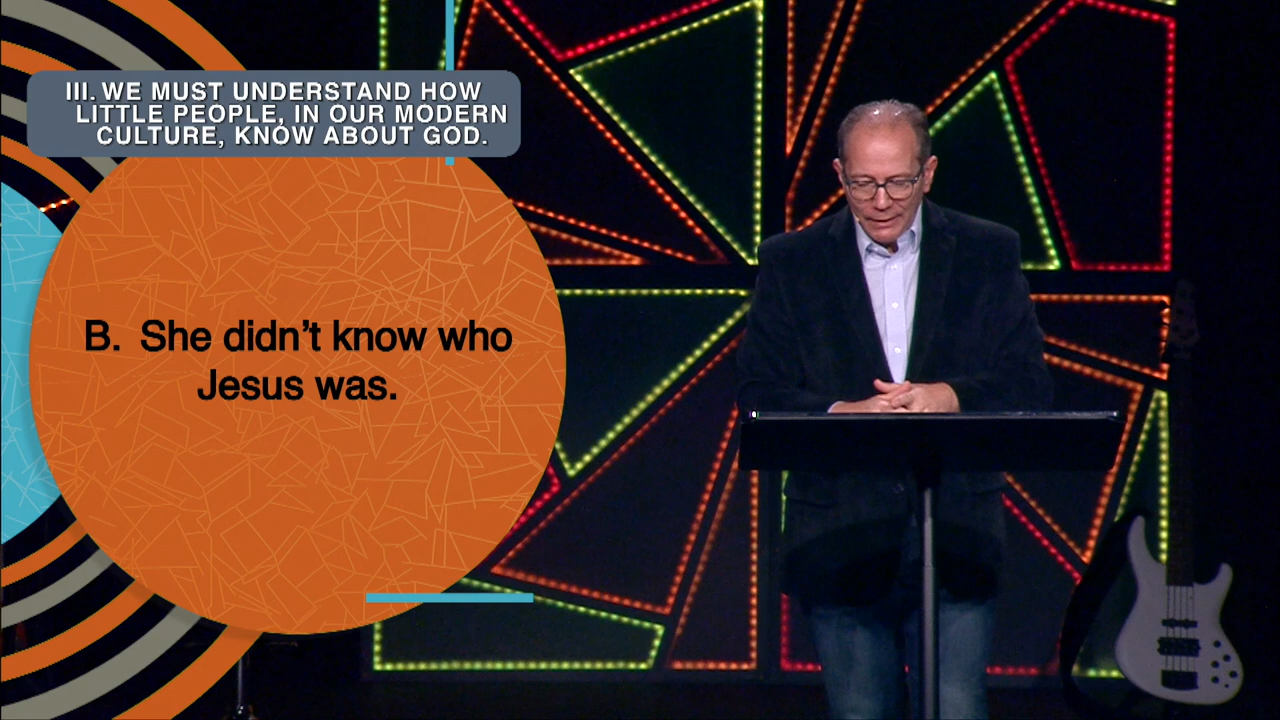 III. WE MUST UNDERSTAND HOW
LITTLE PEOPLE, IN OUR MODERN
CULTURE, KNOW ABOUT GOD.
B. She didn't know who
Jesus was.